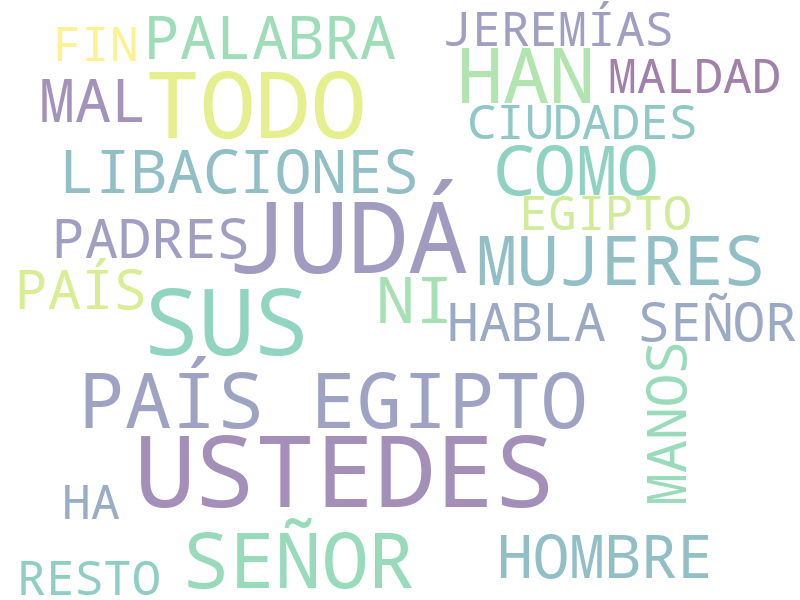 FIN
PALABRA
JEREMÍAS
HAN
MALDAD
MAL
TODO
CIUDADES
LIBACIONES
COMO
EGIPTO
PADRES
JUDÁ
MUJERES
PAÍS
SUS
NI
HABLA SEÑOR
PAÍS EGIPTO
MANOS
USTEDES
HA
SEÑOR
HOMBRE
RESTO